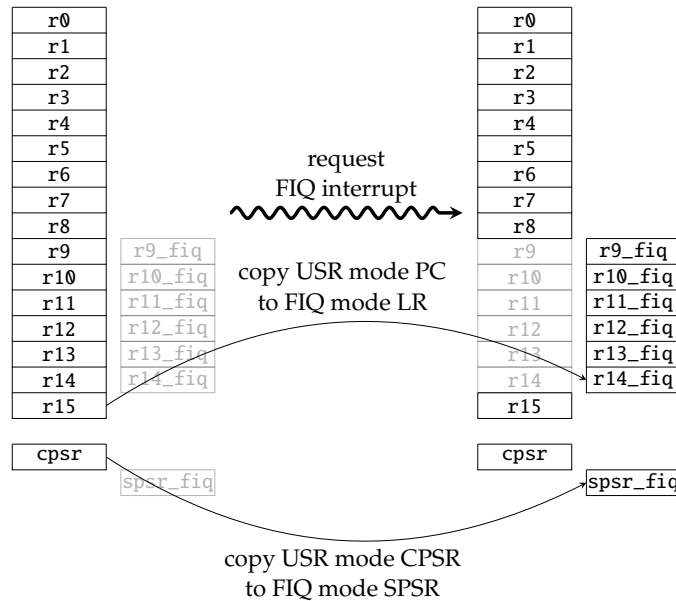 r0
r1
r2
r3
r4
r5
r6
r7
r8
r9
r10
r11
r12
r13
r14
r15
cpsr
r9_fiq
r10_fiq
r11_fiq
r12_fiq
r13_fiq
r14_fiq
spsr_fiq
request
FIQ interrupt
copy USR mode PC
to FIQ mode LR
copy USR mode CPSR
to FIQ mode SPSR
r0
r1
r2
r3
r4
r5
r6
r7
r8
r9
r10
r11
r12
r13
r14
r15
cpsr
r9_fiq
r10_fiq
r11_fiq
r12_fiq
r13_fiq
r14_fiq
spsr_fiq